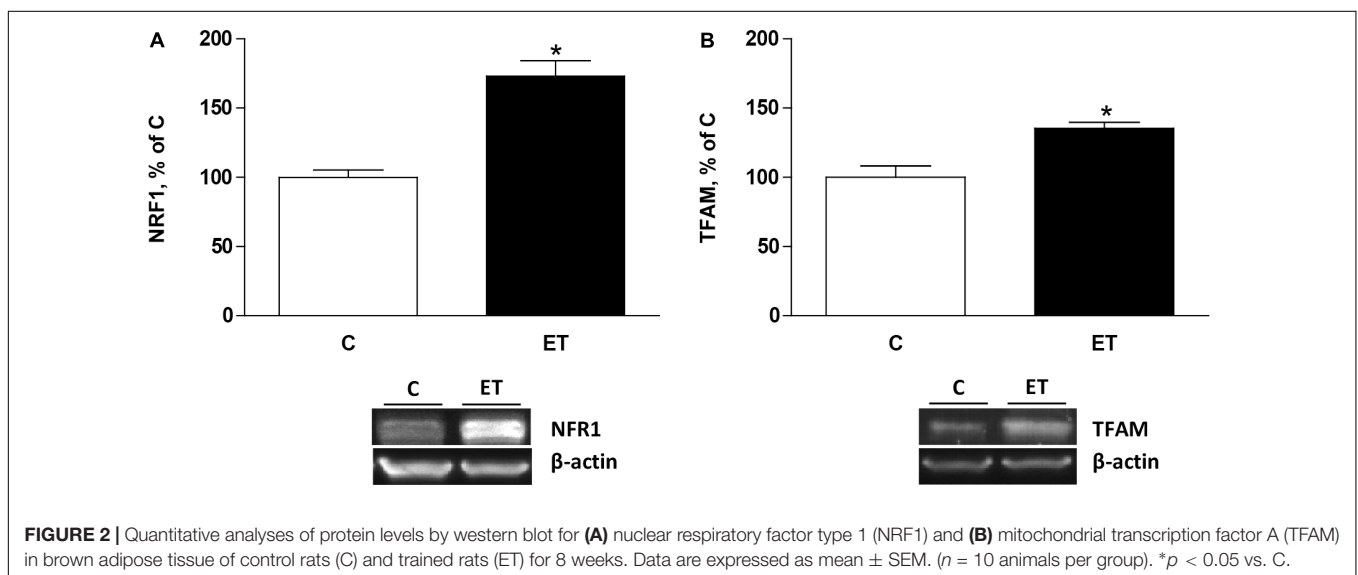 A
200
150
100
50
0
NRF1, % of C
*
C
ET
C ET
NFR1
β-actin
B
200
150
100
50
0
TFAM, % of C
*
C
ET
C ET
TFAM
β-actin
FIGURE 2 | Quantitative analyses of protein levels by western blot for (A) nuclear respiratory factor type 1 (NRF1) and (B) mitochondrial transcription factor A (TFAM)
in brown adipose tissue of control rats (C) and trained rats (ET) for 8 weeks. Data are expressed as mean ± SEM. (n = 10 animals per group). *p < 0.05 vs. C.